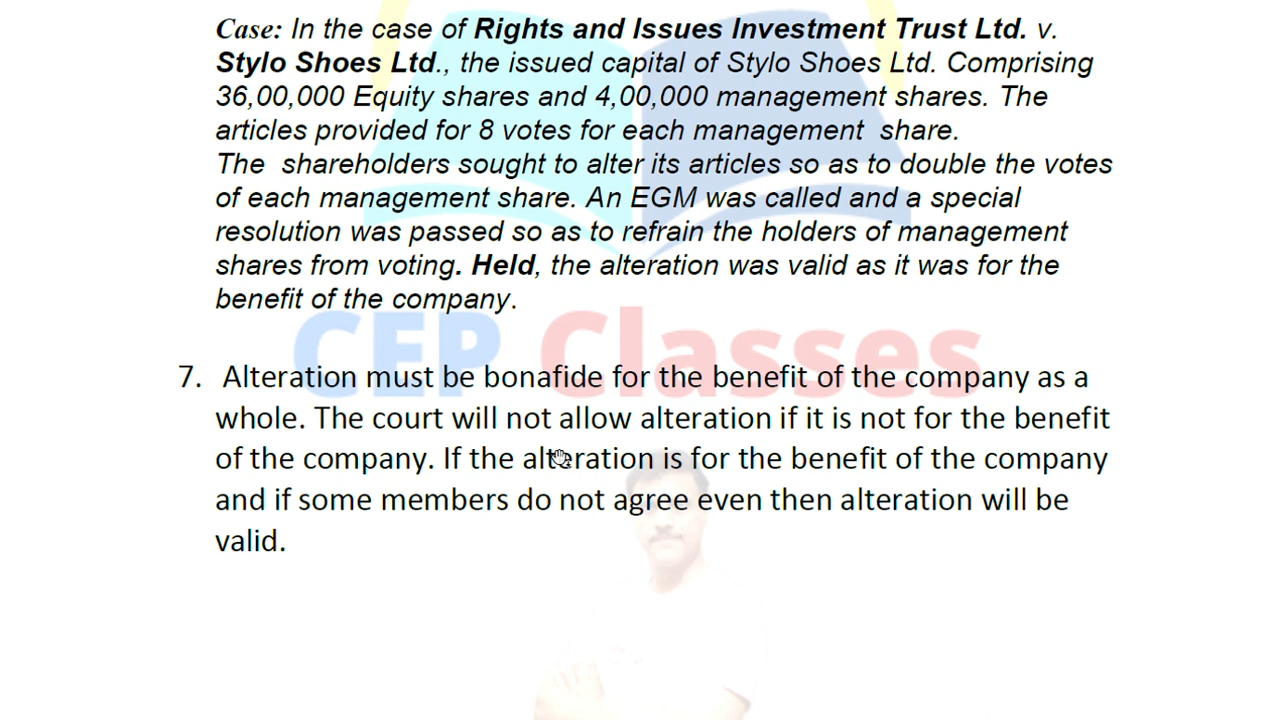 Case: In the case of Rights and Issues Investment Trust Ltd. v.
Stylo Shoes Ltd., the issued capital of Stylo Shoes Ltd. Comprising
36,00,000 Equity shares and 4,00,000 management shares. The
articles provided for 8 votes for each management share.
The shareholders sought to alter its articles so as to double the votes
of each management share. An EGM was called and a special
resolution was passed so as to refrain the holders of management
shares from voting. Held, the alteration was valid as it was for the
benefit of the company.
CEP Classes
7. Alteration must be bonafide for the benefit of the company as a
whole. The court will not allow alteration if it is not for the benefit
of the company. If the alteration is for the benefit of the company
and if some members do not agree even then alteration will be
valid.